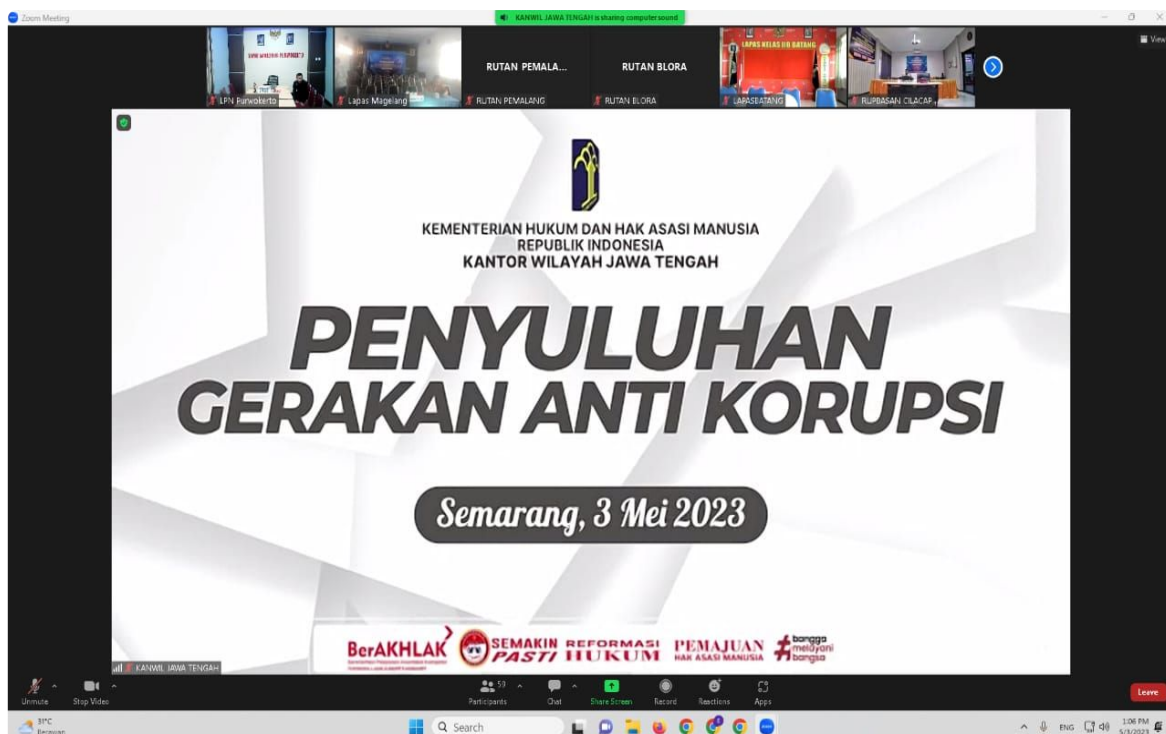 Zoom Meeting
KANWIL JAWA TENGAH is sharing computer sound
View
LPN Purwokerto
Lapas Magelang
RUTAN PEMALA...
RUTAN PEMALANG
RUTAN BLORA
RUTAN BLORA
LAPAS KELAS IIB BATANG
LAPASBATANG
RUPBASAN CILACAP
KEMENTERIAN HUKUM DAN HAK ASASI MANUSIA
REPUBLIK INDONESIA
KANTOR WILAYAH JAWA TENGAH
PENYULUHAN
GERAKAN ANTI KORUPSI
Semarang, 3 Mei 2023
BerAKHLAK
SEMAKIN
PASTI
REFORMASI
HUKUM
PEMAJUAN
HAK ASASI MANUSIA
#bangga
melayani
bangsa
KANWIL JAWA TENGAH
Unmute
Stop Video
59
Participants
Chat
Share Screen
Record
Reactions
Apps
Leave
31°C
Berawan
Search
ENG
1:06 PM
5/3/2023